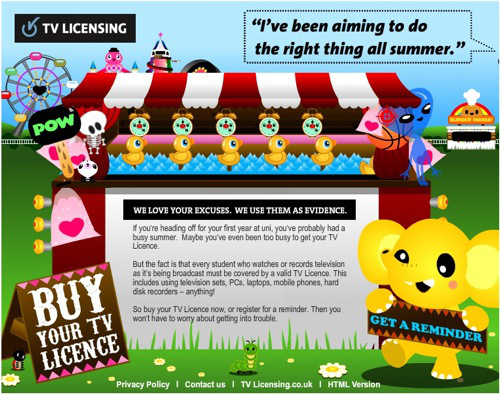 TV LICENSING
“I’ve been aiming to do
the right thing all summer.”
POW
BURGER MANIA!
WE LOVE YOUR EXCUSES. WE USE THEM AS EVIDENCE.
If you're heading off for your first year at uni, you've probably had a
busy summer. Maybe you've even been too busy to get your TV
Licence.
But the fact is that every student who watches or records television
as it's being broadcast must be covered by a valid TV Licence. This
includes using television sets, PCs, laptops, mobile phones, hard
disk recorders – anything!
So buy your TV Licence now, or register for a reminder. Then you
won't have to worry about getting into trouble.
BUY
YOUR TV
LICENCE
GET A REMINDER
Privacy Policy | Contact us | TV Licensing.co.uk | HTML Version